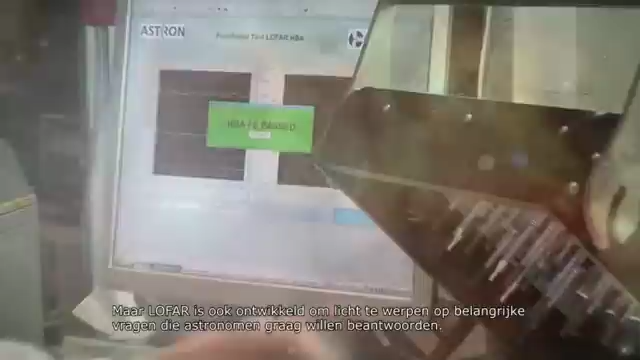 ASTRON
Functional Test LOFAR HBA
HBA FE PASSED
Maar LOFAR is ook ontwikkeld om licht te werpen op belangrijke
vragen die astronomen graag willen beantwoorden.